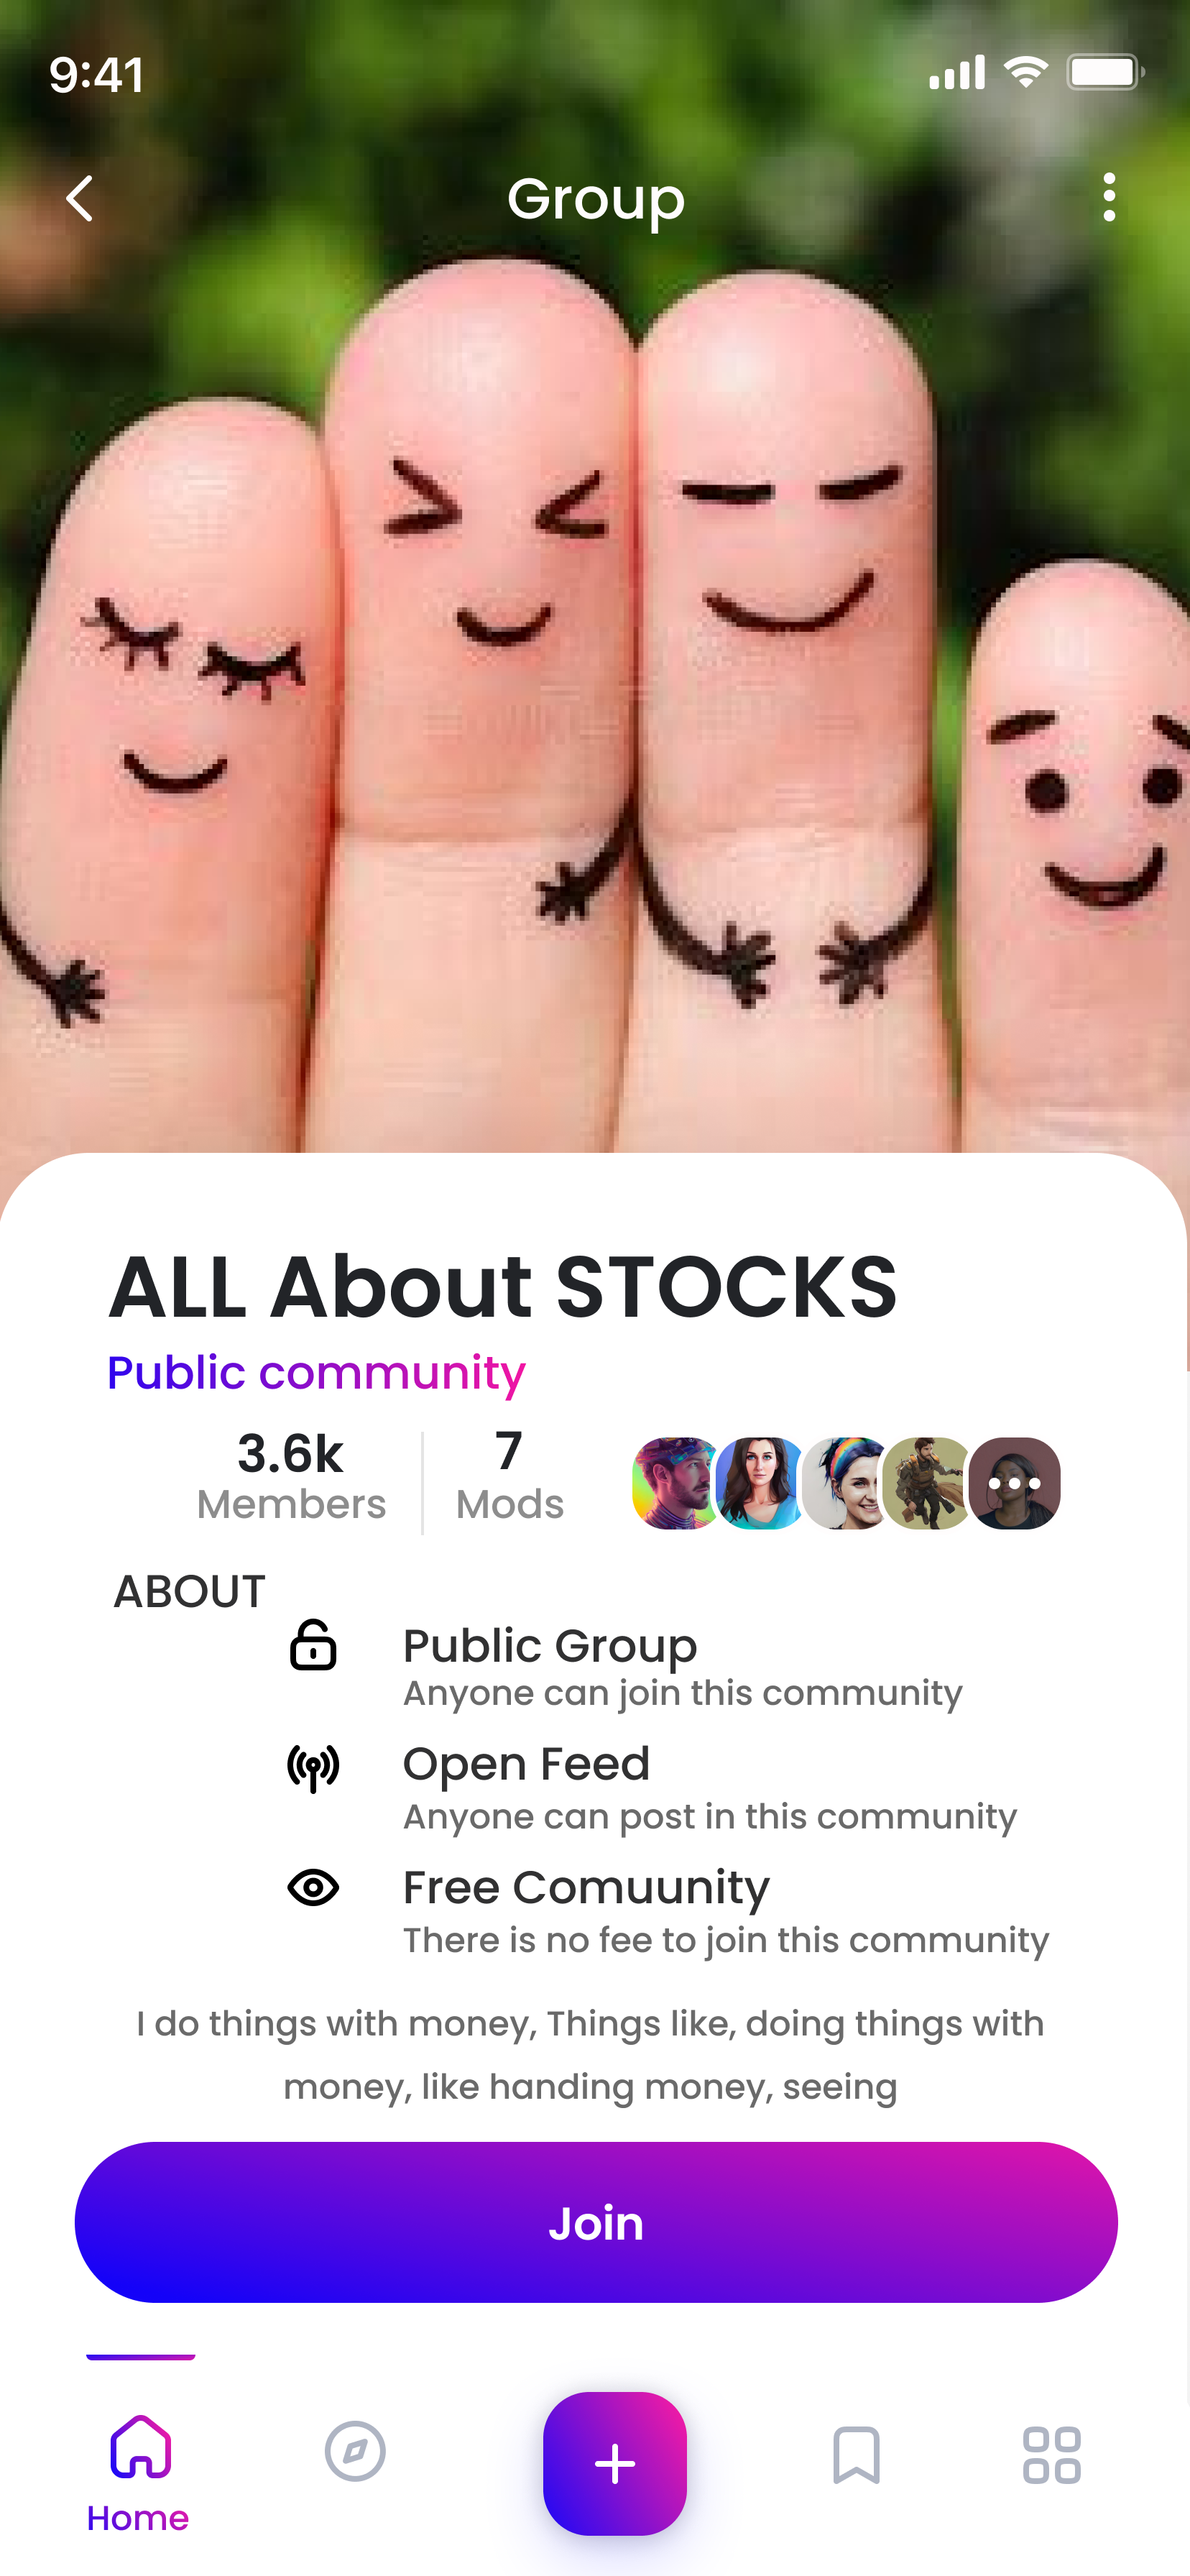 9:41
Group
ALL About STOCKS
Public community
3.6k
Members
7
Mods
ABOUT
Public Group
Anyone can join this community
Open Feed
Anyone can post in this community
Free Comuunity
There is no fee to join this community
I do things with money, Things like, doing things with
money, like handing money, seeing
Join
Home